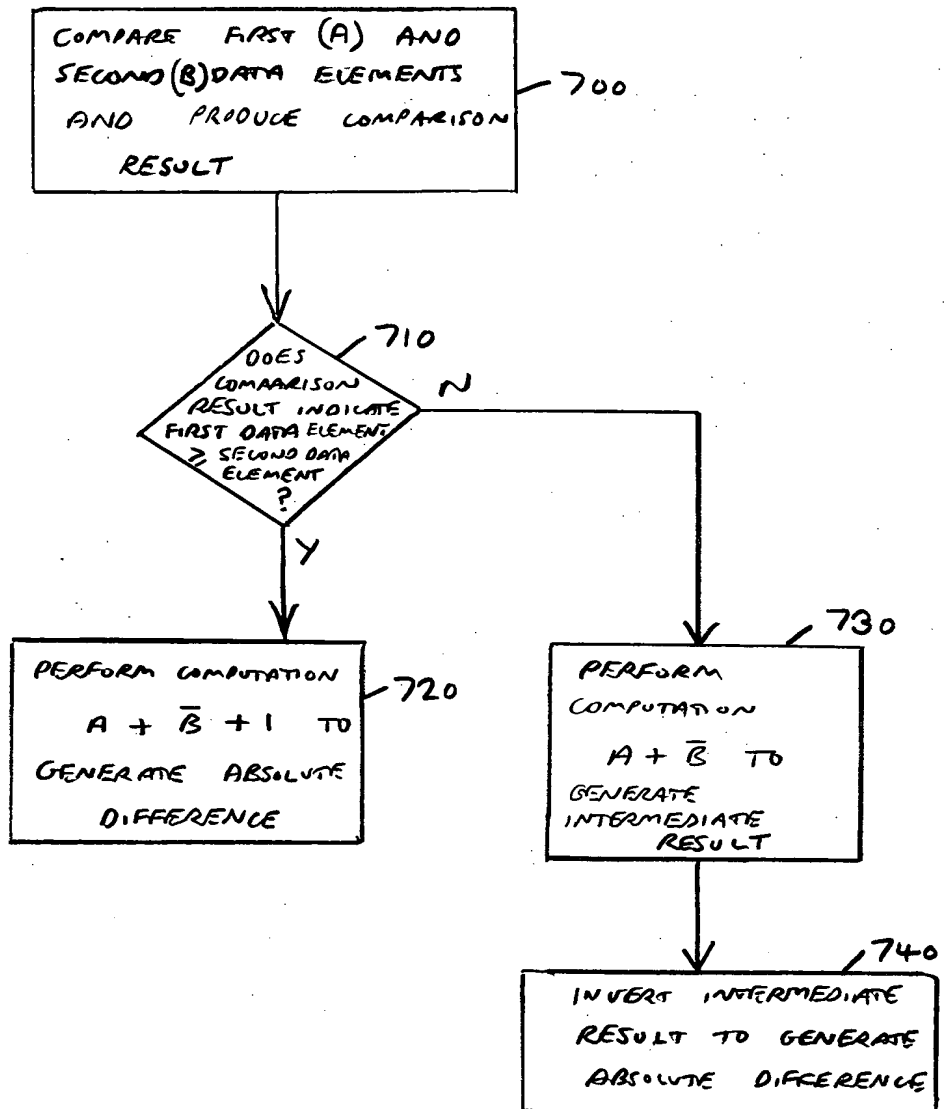 COMPARE FIRST (A) AND
SECOND (B) DATA ELEMENTS
AND PRODUCE COMPARISON
RESULT
700
710
DOES
COMPAARISON
RESULT INDICATE
FIRST DATA ELEMENT
≥ SECOND DATA
ELEMENT
?
N
Y
PERFORM COMPUTATION
A + B̅ + 1 TO
GENERATE ABSOLUTE
DIFFERENCE
720
730
PERFORM
COMPUTATION
A + B̅ TO
GENERATE
INTERMEDIATE
RESULT
740
INVERT INTERMEDIATE
RESULT TO GENERATE
ABSOLUTE DIFFERENCE